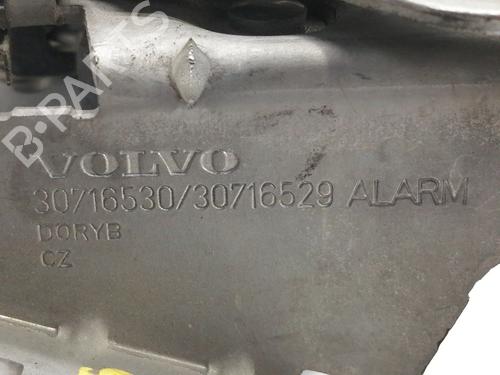 B-PARTS
VOLVO
30716530/30716529 ALARM
DORYB
CZ